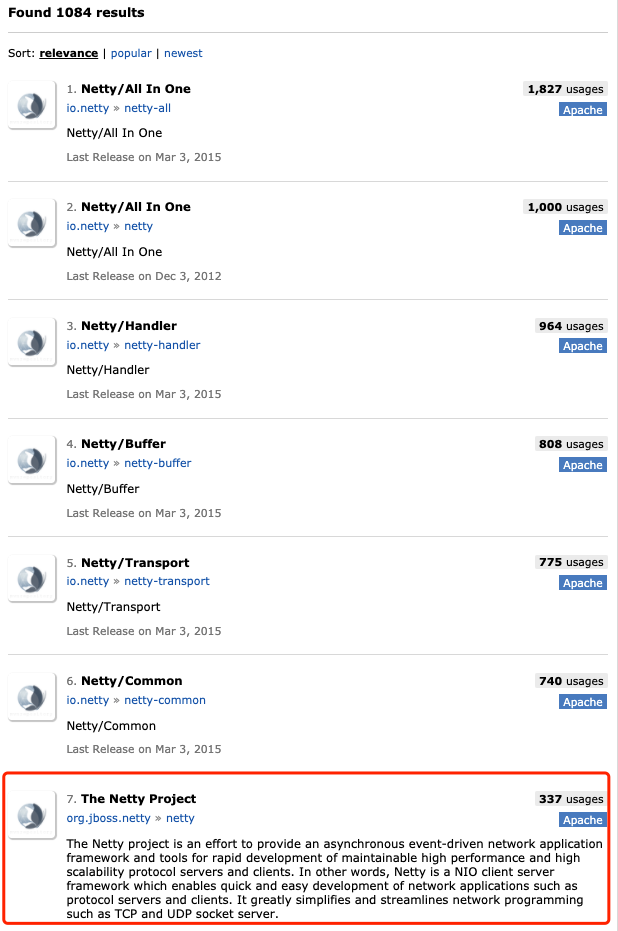 Found 1084 results
Sort: relevance | popular | newest
1. Netty/All In One 1,827 usages
io.netty » netty-all Apache
Netty/All In One
Last Release on Mar 3, 2015
2. Netty/All In One 1,000 usages
io.netty » netty Apache
Netty/All In One
Last Release on Dec 3, 2012
3. Netty/Handler 964 usages
io.netty » netty-handler Apache
Netty/Handler
Last Release on Mar 3, 2015
4. Netty/Buffer 808 usages
io.netty » netty-buffer Apache
Netty/Buffer
Last Release on Mar 3, 2015
5. Netty/Transport 775 usages
io.netty » netty-transport Apache
Netty/Transport
Last Release on Mar 3, 2015
6. Netty/Common 740 usages
io.netty » netty-common Apache
Netty/Common
Last Release on Mar 3, 2015
7. The Netty Project 337 usages
org.jboss.netty » netty Apache
The Netty project is an effort to provide an asynchronous event-driven network application
framework and tools for rapid development of maintainable high performance and high
scalability protocol servers and clients. In other words, Netty is a NIO client server
framework which enables quick and easy development of network applications such as
protocol servers and clients. It greatly simplifies and streamlines network programming
such as TCP and UDP socket server.